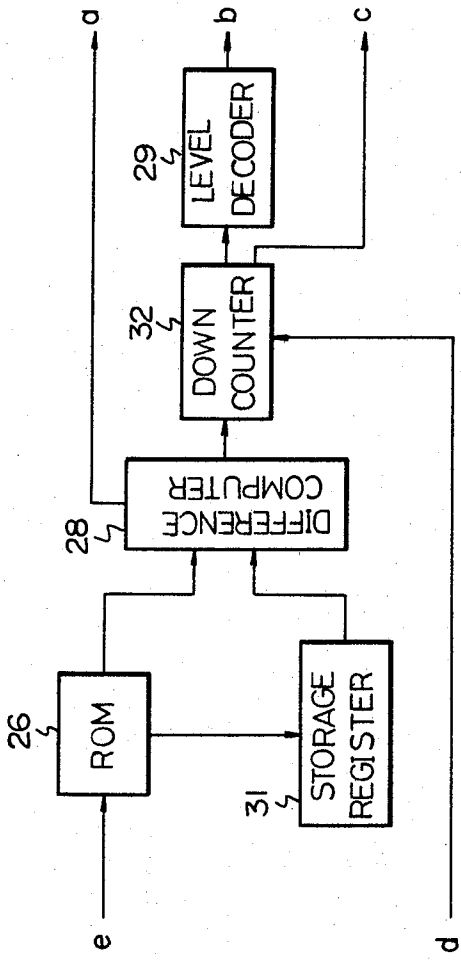 e
26
ROM
31
STORAGE
REGISTER
28
DIFFERENCE
COMPUTER
32
DOWN
COUNTER
29
LEVEL
DECODER
a
b
c
d